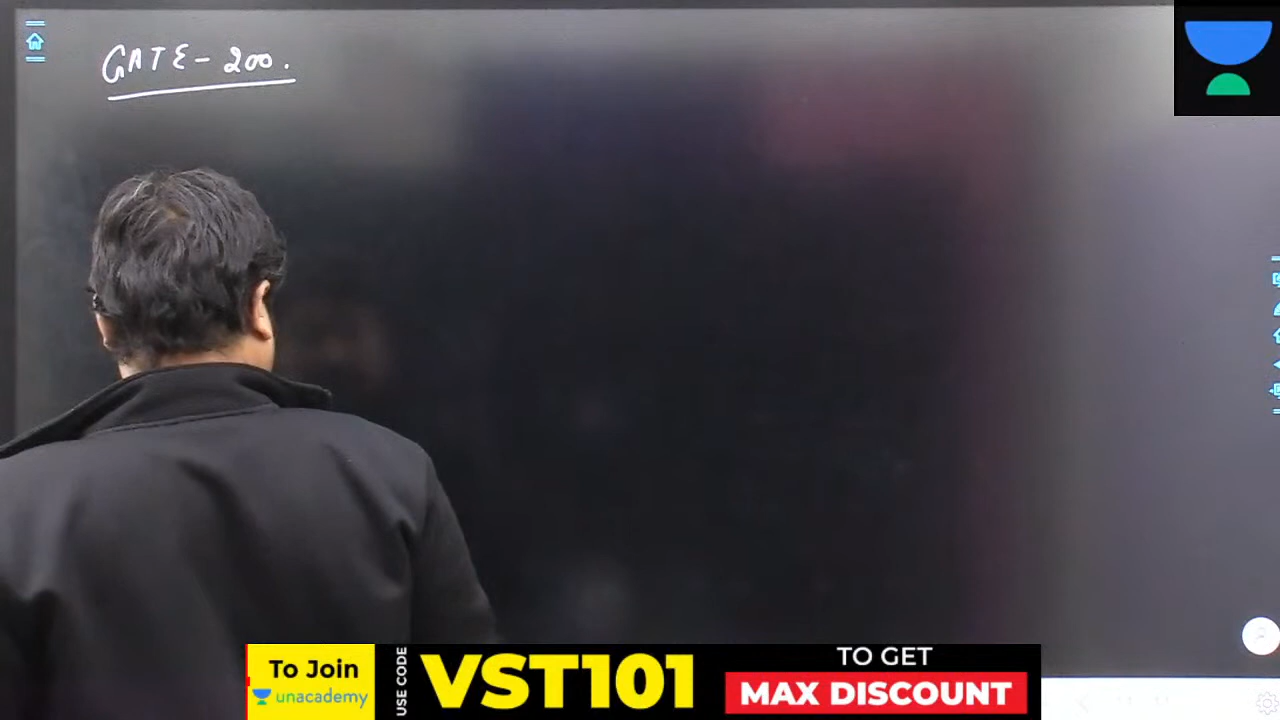 GATE - 200.
To Join
unacademy
USE CODE
VST101
TO GET
MAX DISCOUNT